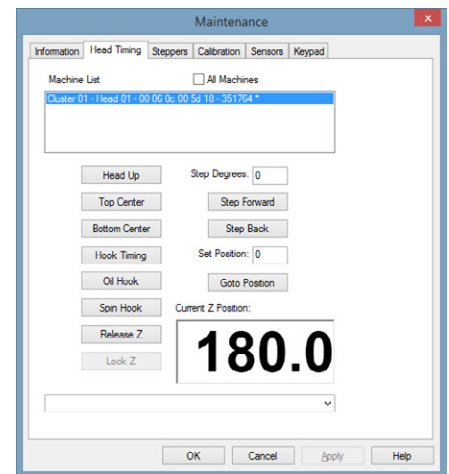 Maintenance
x
Information Head Timing Steppers Calibration Sensors Keypad
Machine List All Machines
Cluster 01 - Head 01 - 00 06 0c 00 5d 18 - 351764 *
Head Up Step Degrees: 0
Top Center Step Forward
Bottom Center Step Back
Hook Timing Set Position: 0
Oil Hook Goto Position
Spin Hook Current Z Position:
Release Z 180.0
Lock Z
OK Cancel Apply Help